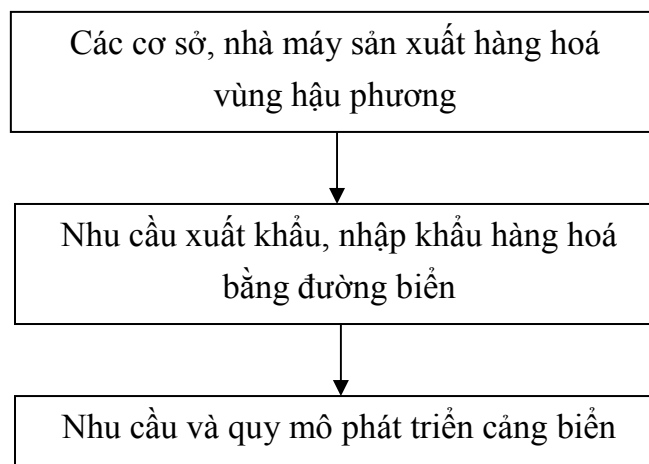 Các cơ sở, nhà máy sản xuất hàng hoá
vùng hậu phương
Nhu cầu xuất khẩu, nhập khẩu hàng hoá
bằng đường biển
Nhu cầu và quy mô phát triển cảng biển